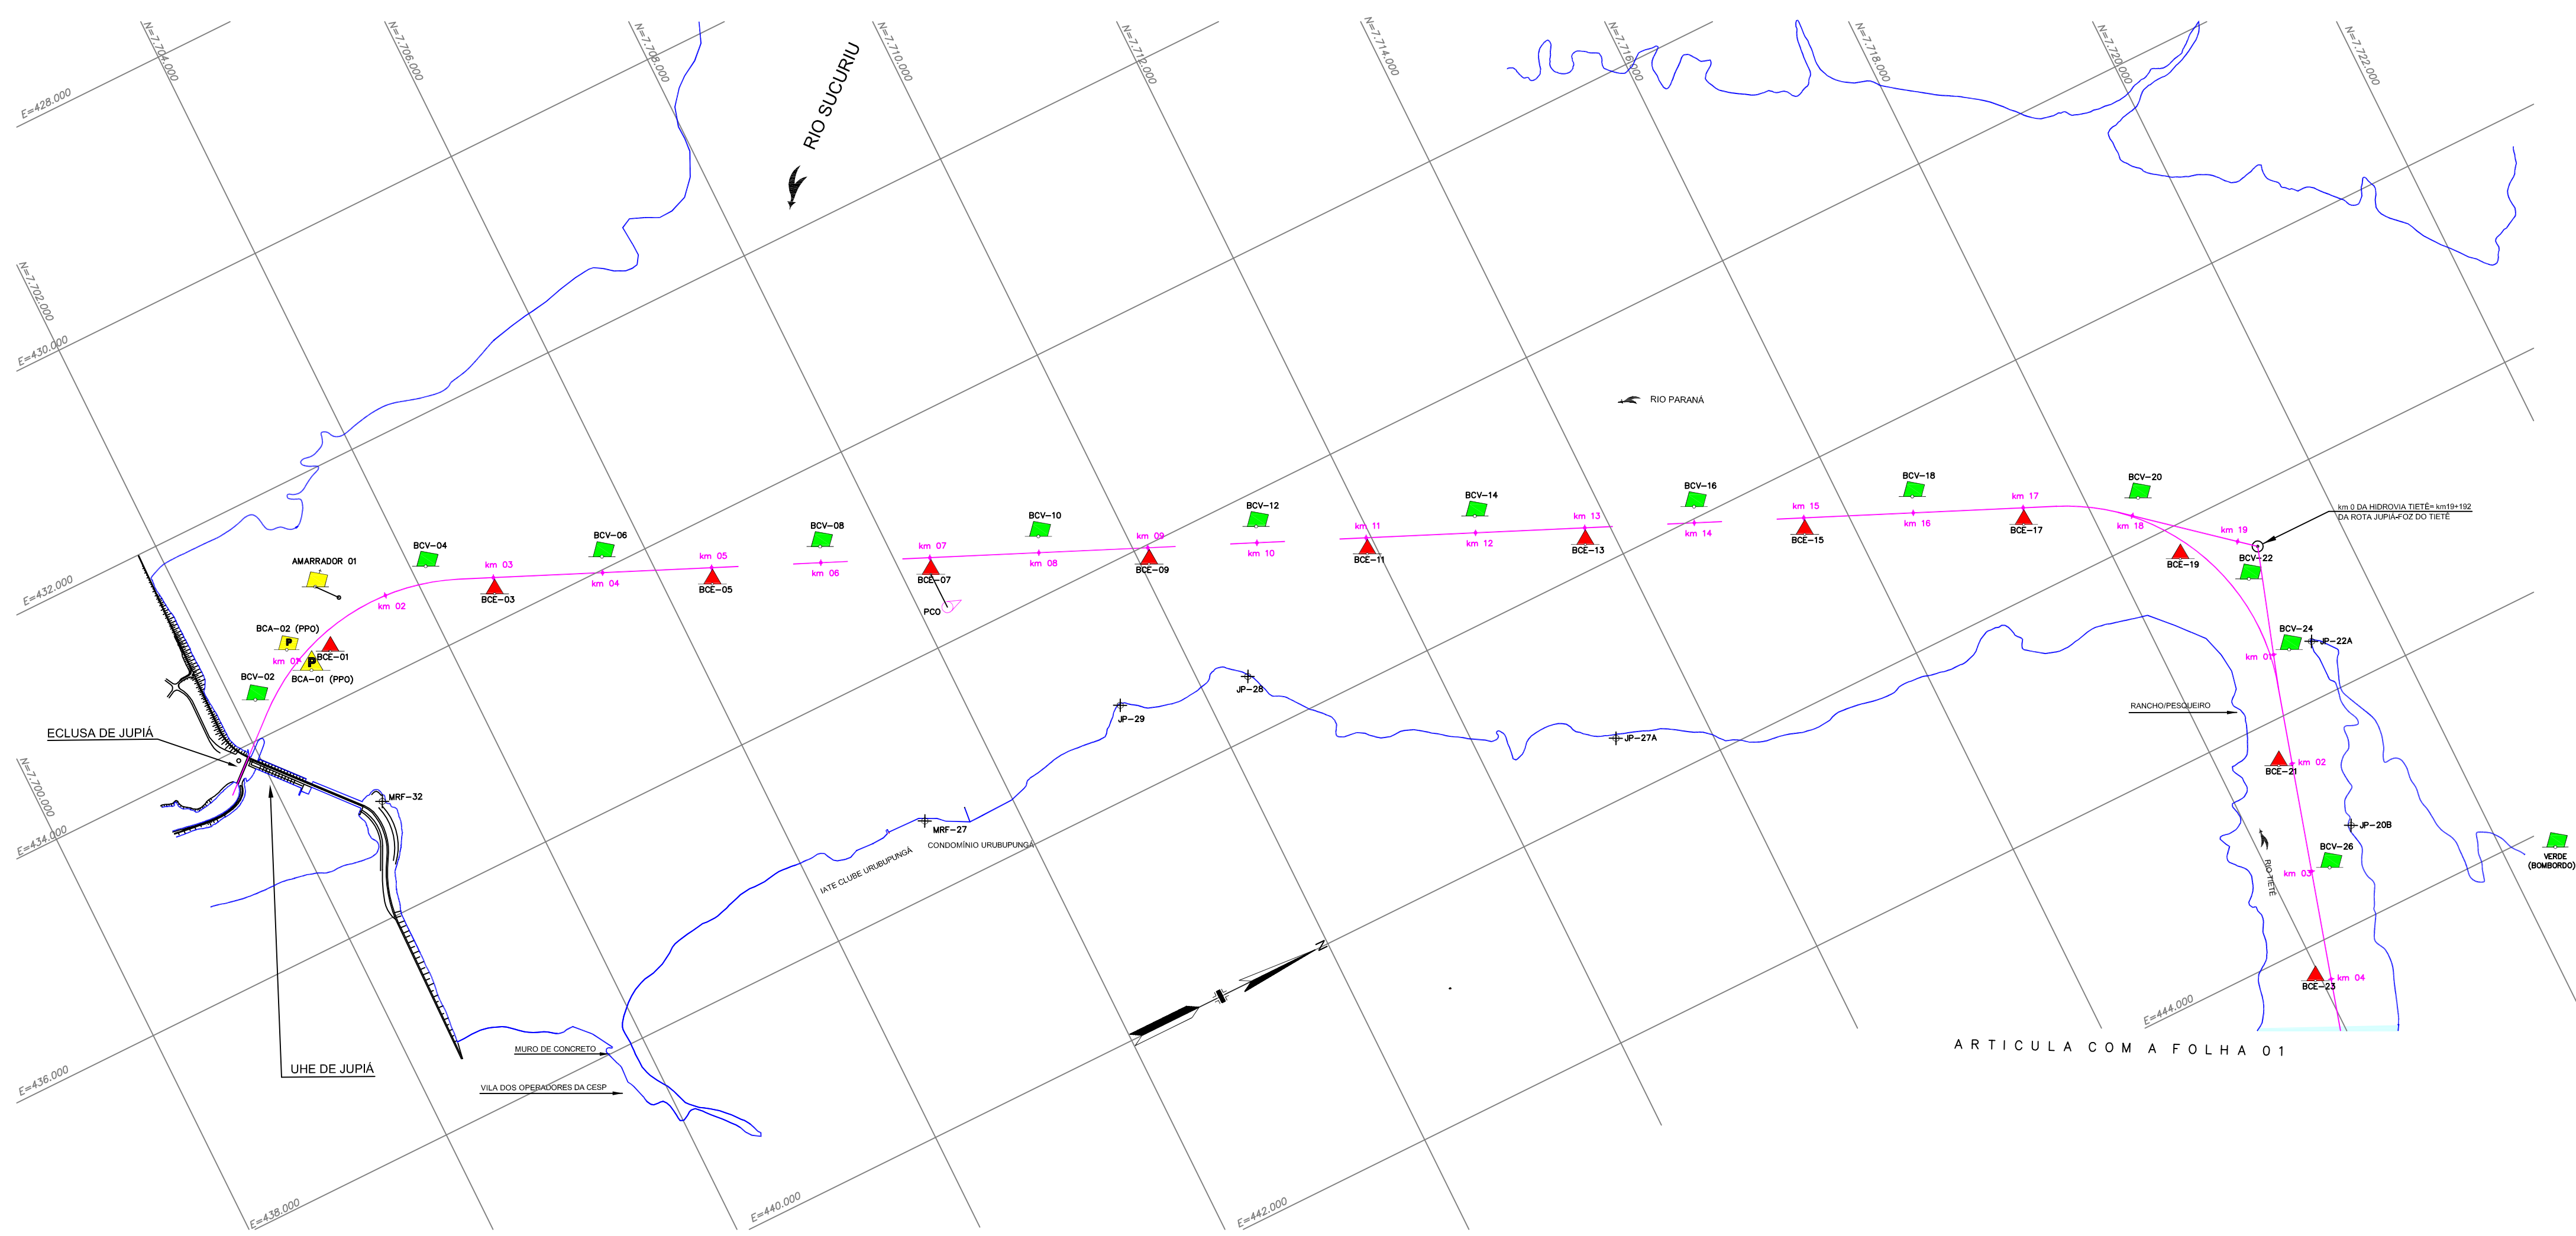 N=7.704.000
N=7.706.000
N=7.708.000
N=7.710.000
N=7.712.000
N=7.714.000
N=7.716.000
N=7.718.000
N=7.720.000
N=7.722.000
E=428.000
RIO SUCURIU
N=7.702.000
E=430.000
RIO PARANÁ
BCV-20
BCV-18
BCV-16
BCV-14
BCV-12
BCV-10
BCV-08
BCV-06
BCV-04
km 17
km 15
km 13
km 11
km 09
km 07
km 05
km 03
km 18
km 19
km 16
km 14
km 12
km 10
km 08
km 06
km 04
km 02
km 0 DA HIDROVIA TIETÊ= km19+192
DA ROTA JUPIÁ-FOZ DO TIETÊ
BCE-17
BCE-15
BCE-13
BCE-11
BCE-09
BCE-07
BCE-05
BCE-03
BCE-19
BCV-22
AMARRADOR 01
E=432.000
PCO
BCA-02 (PPO)
P
km 01
P
BCE-01
BCA-01 (PPO)
BCV-02
BCV-24
JP-22A
km 01
JP-28
JP-29
JP-27A
RANCHO/PESQUEIRO
ECLUSA DE JUPIÁ
km 02
BCE-21
N=7.700.000
MRF-32
MRF-27
CONDOMÍNIO URUBUPUNGÁ
IATE CLUBE URUBUPUNGÁ
JP-20B
BCV-26
km 03
RIO TIETÊ
VERDE
(BOMBORDO)
E=434.000
N
km 04
BCE-23
E=444.000
ARTICULA COM A FOLHA 01
MURO DE CONCRETO
UHE DE JUPIÁ
VILA DOS OPERADORES DA CESP
E=436.000
E=438.000
E=440.000
E=442.000